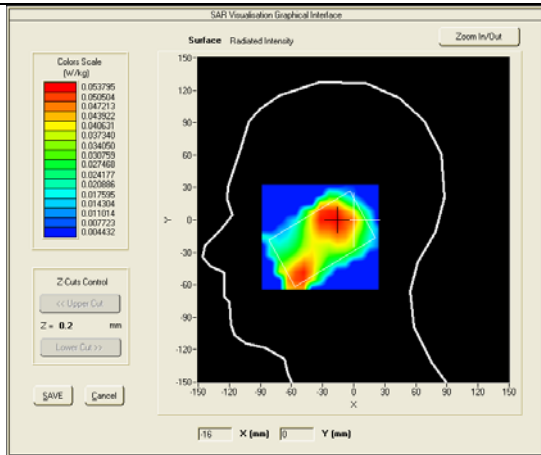 SAR Visualisation Graphical Interface
Surface Radiated Intensity
Zoom In/Out
Colors Scale
(W/kg)
0.053795
0.050504
0.047213
0.043922
0.040631
0.037340
0.034050
0.030759
0.027468
0.024177
0.020886
0.017595
0.014304
0.011014
0.007723
0.004432
Z Cuts Control
<< Upper Cut
Z = 0.2 mm
Lower Cut >>
SAVE
Cancel
150
120
90
60
30
0
-30
-60
-90
-120
-150
Y
-150 -120 -90 -60 -30 0 30 60 90 120 150
X
-16 X (mm) 0 Y (mm)